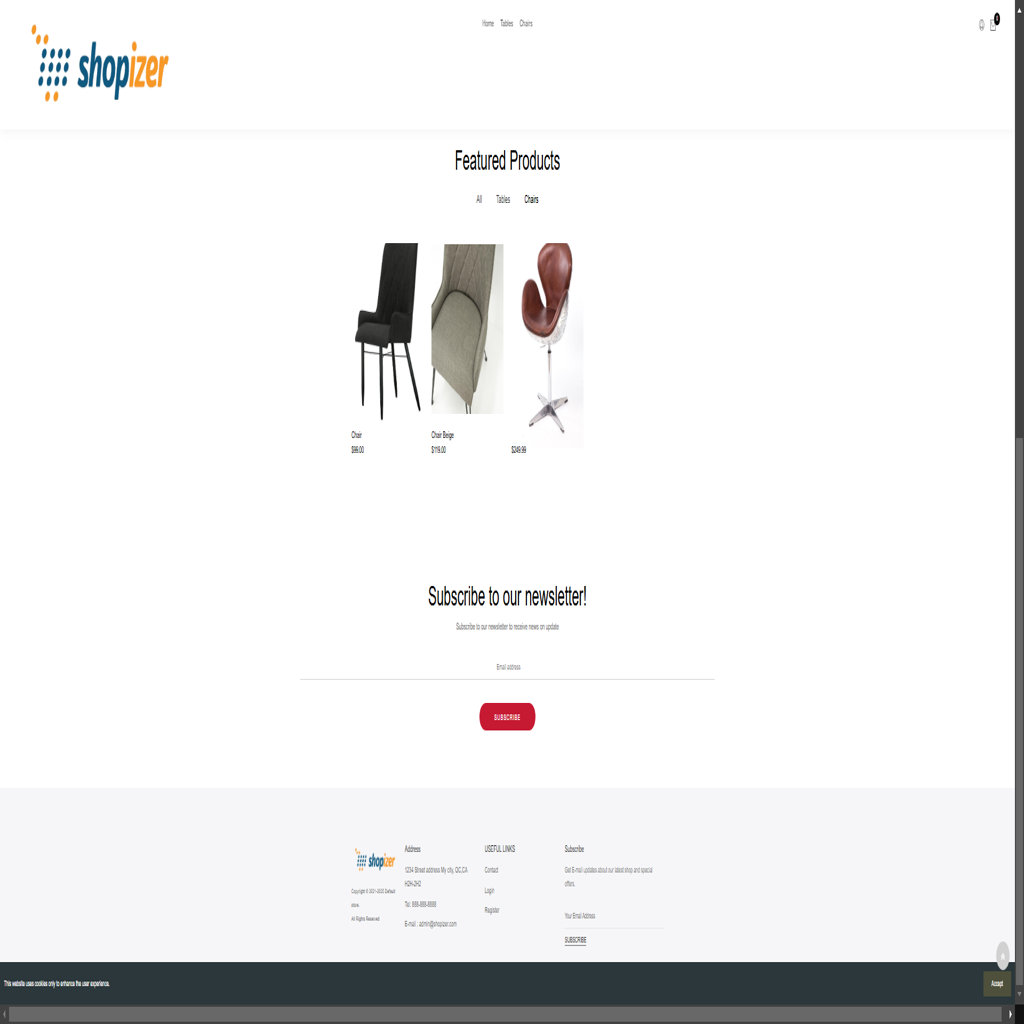 shopizer
Home Tables Chairs
0
Featured Products
All Tables Chairs
Chair
$99.00
Chair Beige
$119.00
$249.99
Subscribe to our newsletter!
Subscribe to our newsletter to receive news on update
Email address
SUBSCRIBE
shopizer
Copyright © 2021-2025 Default
store.
All Rights Reserved
Address
1234 Street address My city, QC,CA
H2H-2H2
Tel: 888-888-8888
E-mail : admin@shopizer.com
USEFUL LINKS
Contact
Login
Register
Subscribe
Get E-mail updates about our latest shop and special
offers.
Your Email Address
SUBSCRIBE
This website uses cookies only to enhance the user experience.
Accept